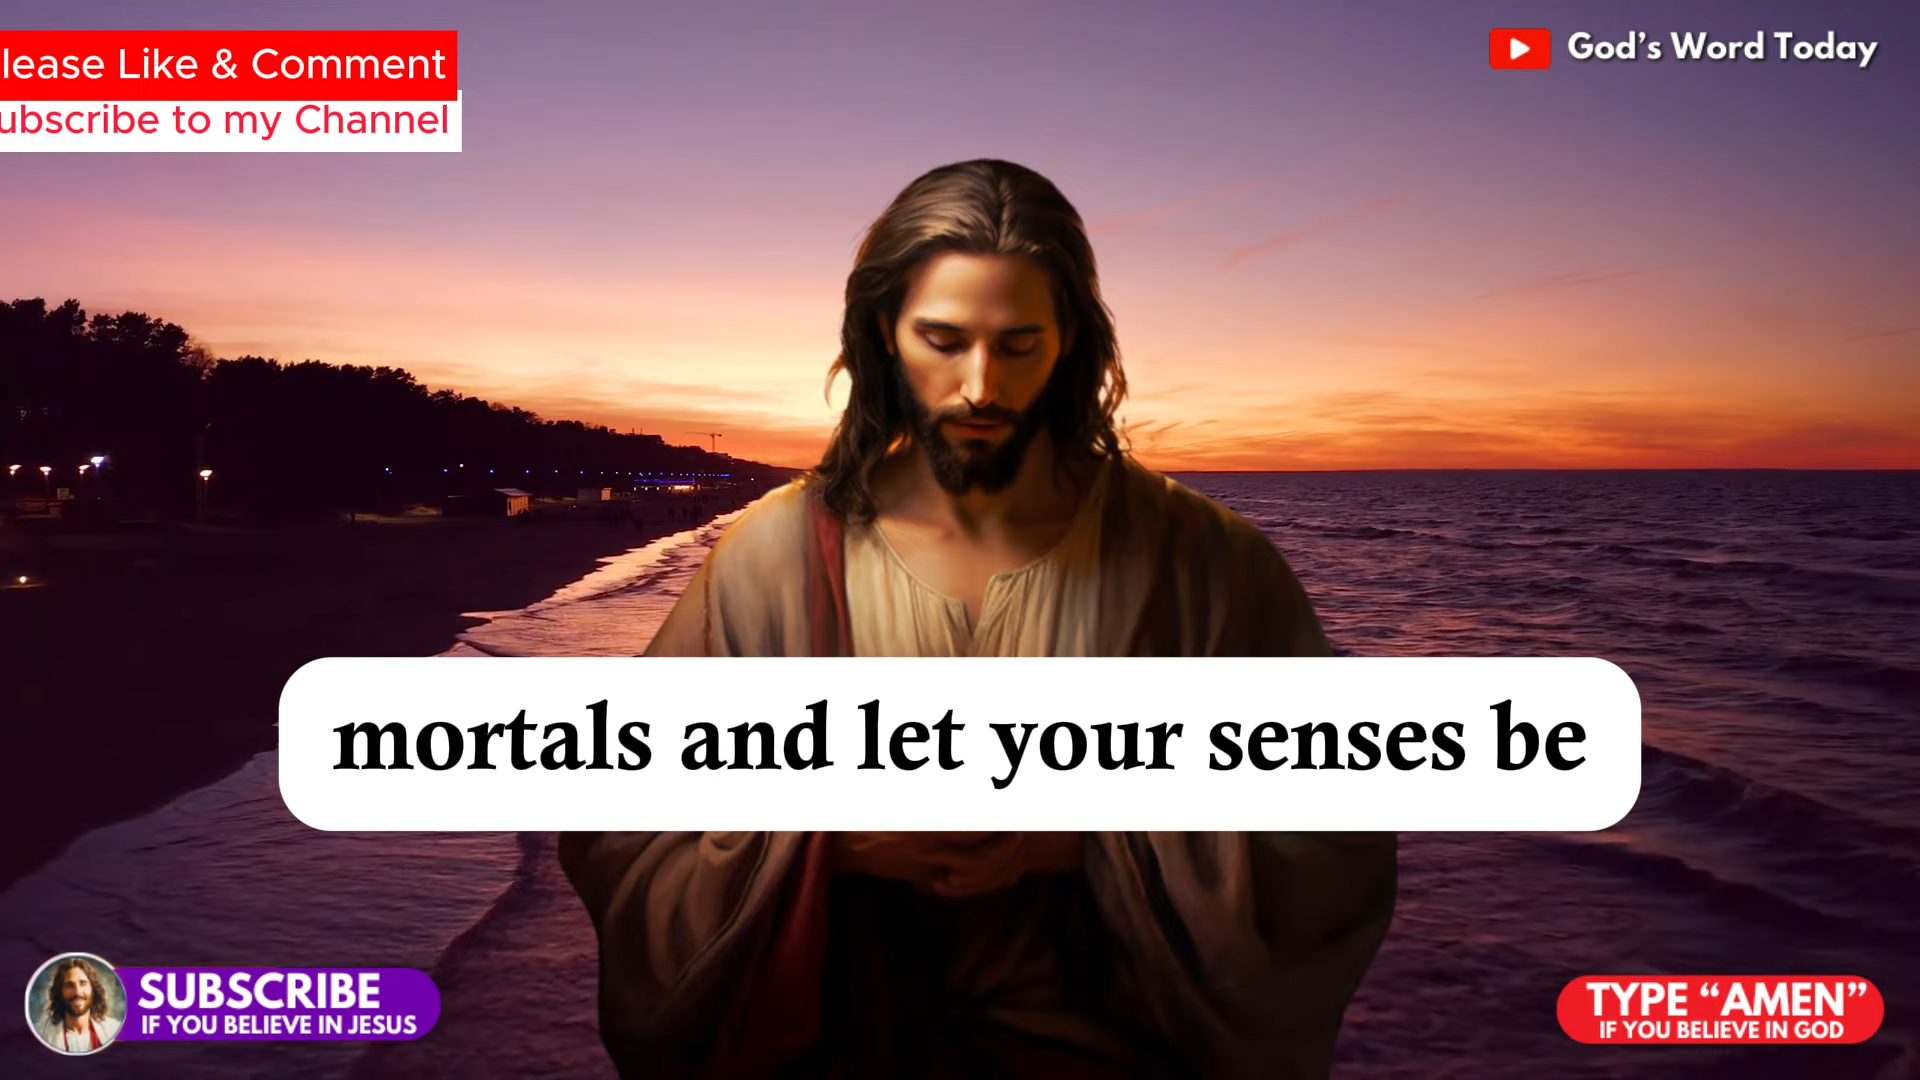 lease Like & Comment
ubscribe to my Channel
God's Word Today
mortals and let your senses be
SUBSCRIBE
IF YOU BELIEVE IN JESUS
TYPE “AMEN”
IF YOU BELIEVE IN GOD